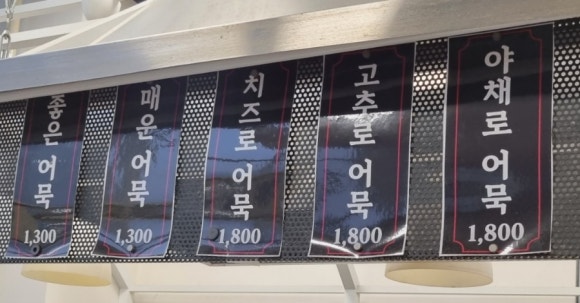 좋은 어묵
1,300
매운 어묵
1,300
치즈로 어묵
1,800
고추로 어묵
1,800
야채로 어묵
1,800